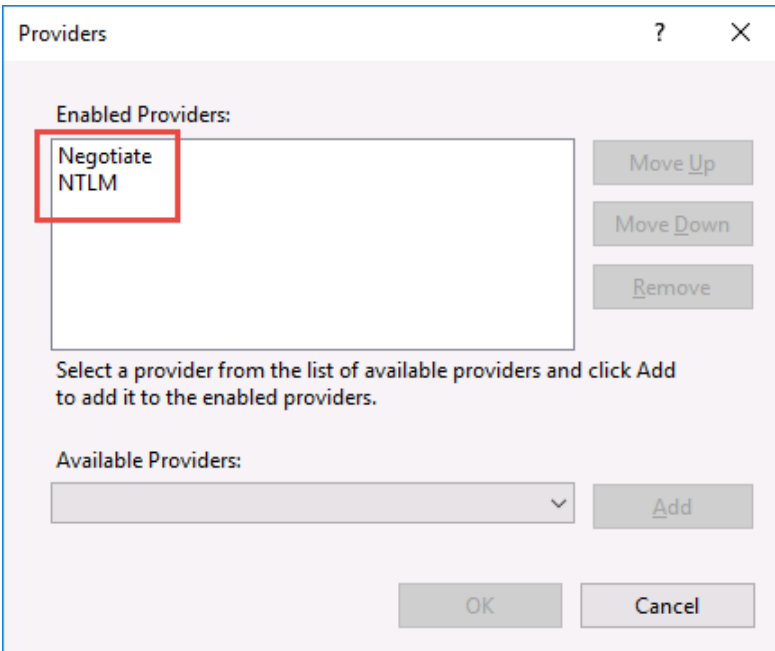 Providers ?
Enabled Providers:
Negotiate
NTLM
Move Up
Move Down
Remove
Select a provider from the list of available providers and click Add
to add it to the enabled providers.
Available Providers:
Add
OK Cancel